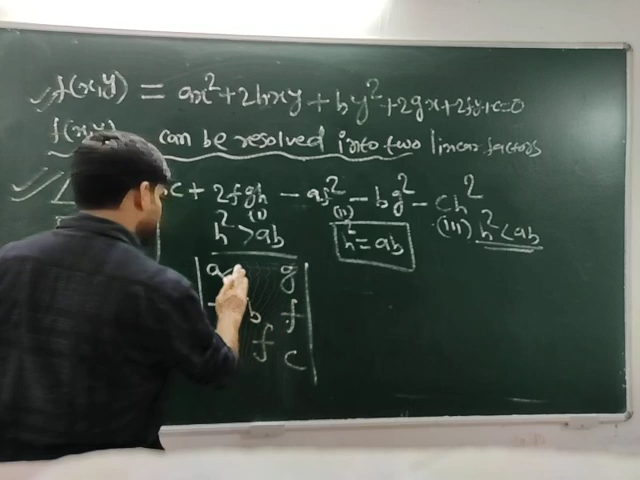 f(x,y) = ax²+2hxy+by²+2gx+2fy+c=0
f(x,y) can be resolved into two linear factors
c + 2fgh − af² − bg² − ch²
(i) h² > ab
(ii) h² = ab
(iii) h² < ab
a g
b f
f c